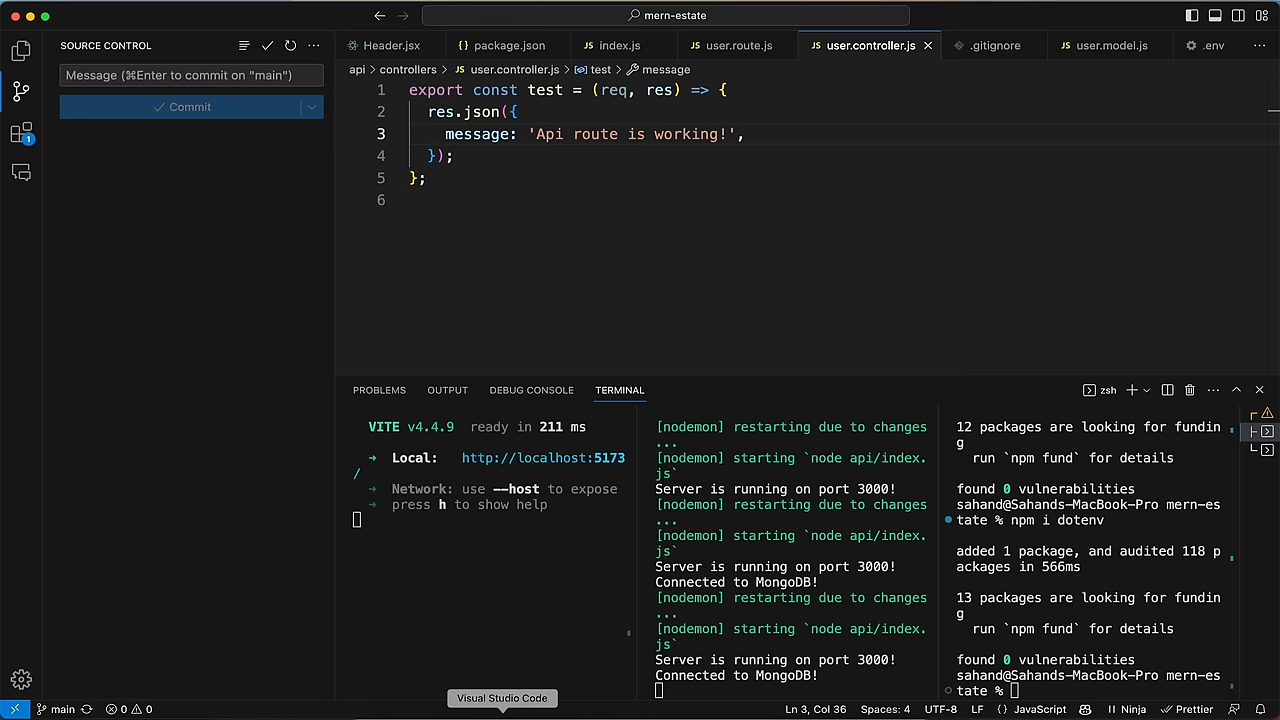 mern-estate
SOURCE CONTROL
Message (⌘Enter to commit on "main")
Commit
1
Header.jsx
{} package.json
JS index.js
JS user.route.js
JS user.controller.js
.gitignore
JS user.model.js
.env
api > controllers > JS user.controller.js > test > message
1 export const test = (req, res) => {
2 res.json({
3 message: 'Api route is working!',
4 });
5 };
6
PROBLEMS OUTPUT DEBUG CONSOLE TERMINAL
zsh
VITE v4.4.9 ready in 211 ms
➜ Local: http://localhost:5173
/
➜ Network: use --host to expose
➜ press h to show help
[nodemon] restarting due to changes
...
[nodemon] starting `node api/index.
js`
Server is running on port 3000!
[nodemon] restarting due to changes
...
[nodemon] starting `node api/index.
js`
Server is running on port 3000!
Connected to MongoDB!
[nodemon] restarting due to changes
...
[nodemon] starting `node api/index.
js`
Server is running on port 3000!
Connected to MongoDB!
12 packages are looking for fundin
g
run `npm fund` for details
found 0 vulnerabilities
sahand@Sahands-MacBook-Pro mern-es
tate % npm i dotenv
added 1 package, and audited 118 p
ackages in 566ms
13 packages are looking for fundin
g
run `npm fund` for details
found 0 vulnerabilities
sahand@Sahands-MacBook-Pro mern-es
tate %
Visual Studio Code
main
0 0
Ln 3, Col 36
Spaces: 4
UTF-8
LF
{} JavaScript
Ninja
Prettier